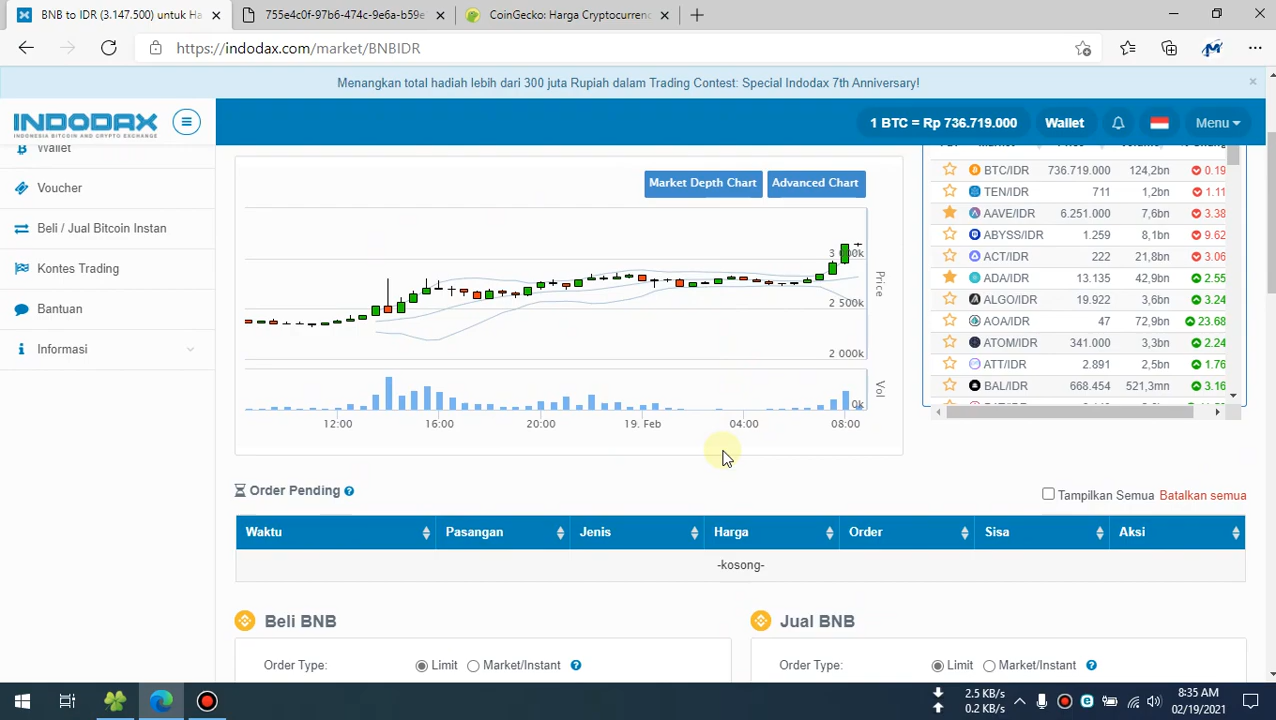 BNB to IDR (3.147.500) untuk Ha
755e4c0f-97b6-474c-9e6a-b59e
CoinGecko: Harga Cryptocurrenc
https://indodax.com/market/BNBIDR
Menangkan total hadiah lebih dari 300 juta Rupiah dalam Trading Contest: Special Indodax 7th Anniversary!
INDODAX
INDONESIA BITCOIN AND CRYPTO EXCHANGE
1 BTC = Rp 736.719.000
Wallet
Menu
Wallet
Voucher
Beli / Jual Bitcoin Instan
Kontes Trading
Bantuan
Informasi
Market Depth Chart
Advanced Chart
3 000k
2 500k
2 000k
0k
Price
Vol
12:00
16:00
20:00
19. Feb
04:00
08:00
BTC/IDR 736.719.000 124,2bn 0.19
TEN/IDR 711 1,2bn 1.11
AAVE/IDR 6.251.000 7,6bn 3.38
ABYSS/IDR 1.259 8,1bn 9.62
ACT/IDR 222 21,8bn 3.06
ADA/IDR 13.135 42,9bn 2.55
ALGO/IDR 19.922 3,6bn 3.24
AOA/IDR 47 72,9bn 23.68
ATOM/IDR 341.000 3,3bn 2.24
ATT/IDR 2.891 2,5bn 1.76
BAL/IDR 668.454 521,3mn 3.16
Order Pending
Tampilkan Semua Batalkan semua
Waktu Pasangan Jenis Harga Order Sisa Aksi
-kosong-
Beli BNB
Order Type: Limit Market/Instant
Jual BNB
Order Type: Limit Market/Instant
2.5 KB/s
0.2 KB/s
8:35 AM
02/19/2021